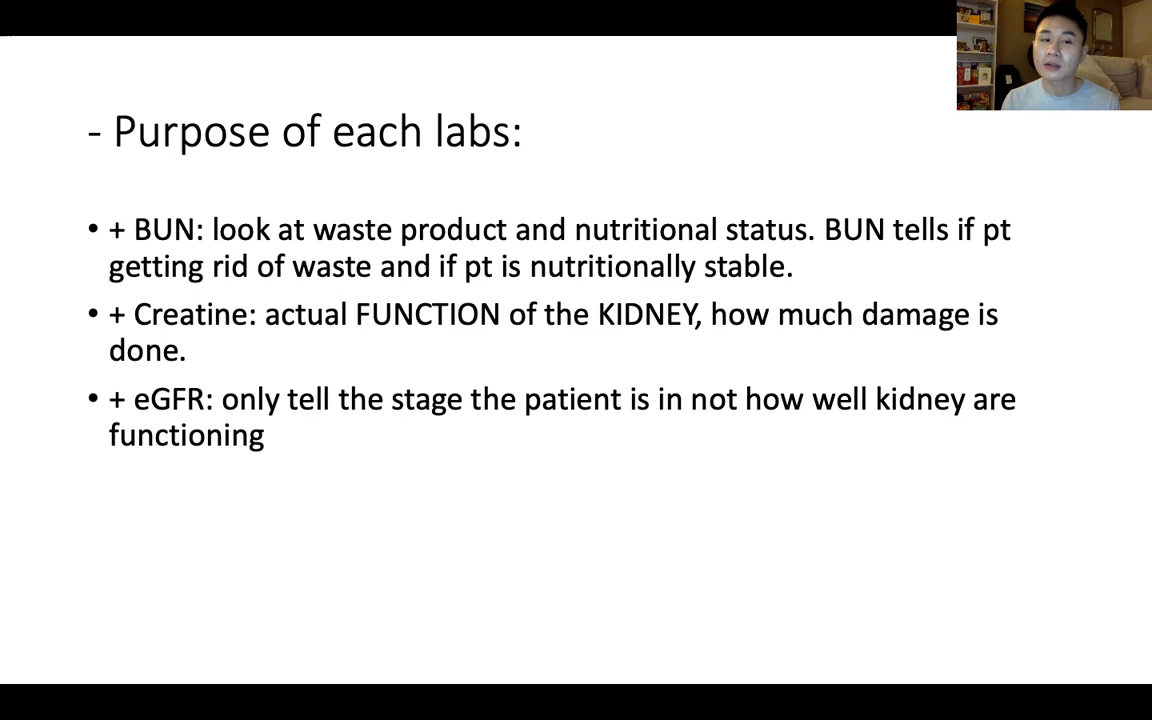 - Purpose of each labs:
• + BUN: look at waste product and nutritional status. BUN tells if pt
getting rid of waste and if pt is nutritionally stable.
• + Creatine: actual FUNCTION of the KIDNEY, how much damage is
done.
• + eGFR: only tell the stage the patient is in not how well kidney are
functioning